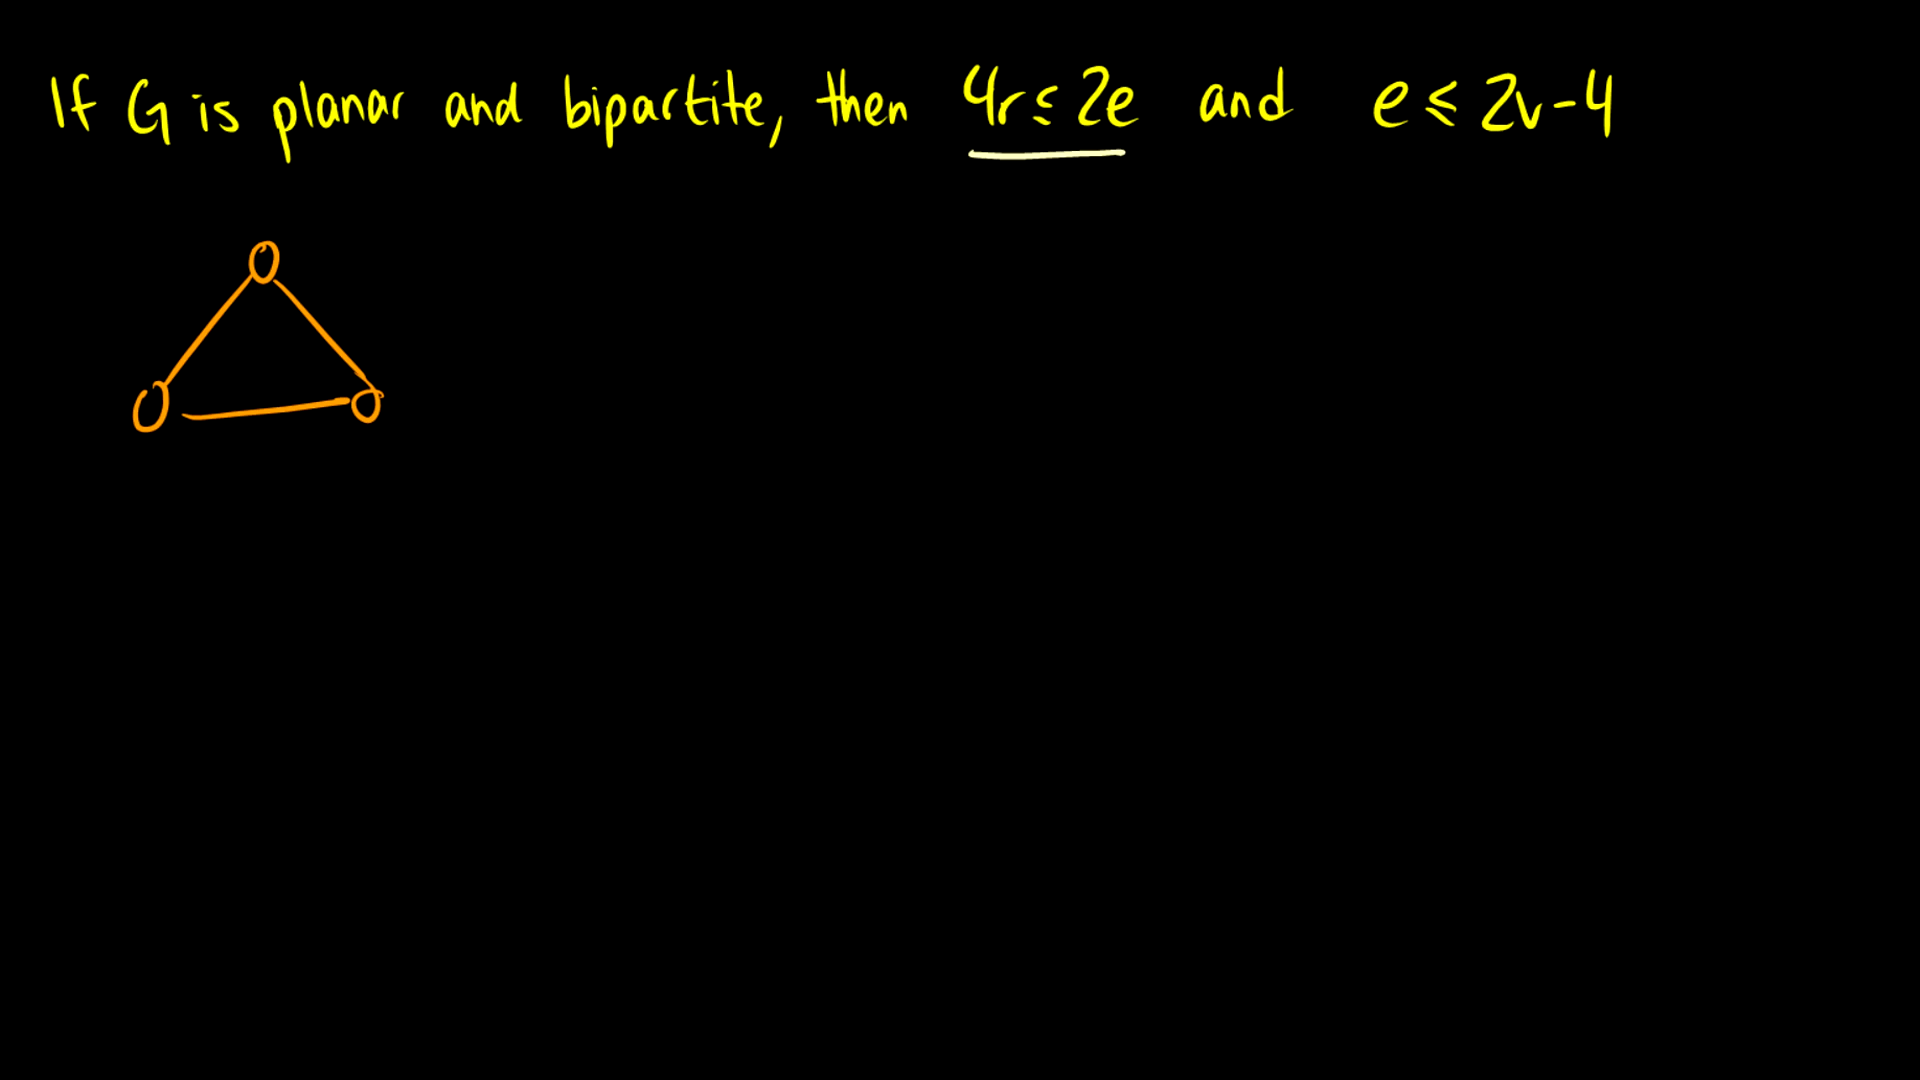 If G is planar and bipartite, then 4r ≤ 2e and e ≤ 2v-4